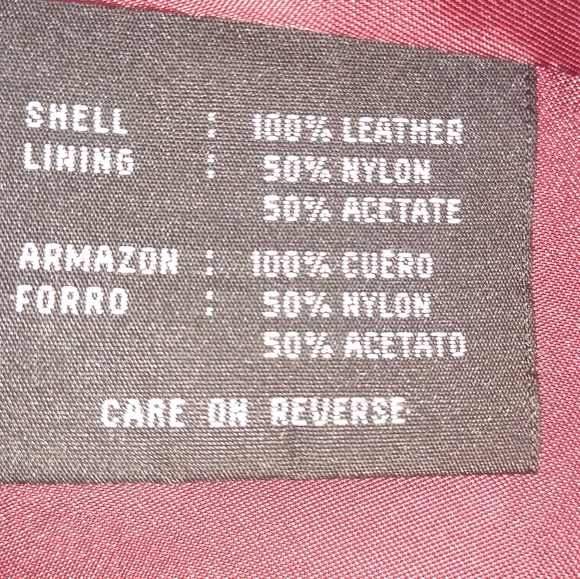 SHELL : 100% LEATHER
LINING : 50% NYLON
50% ACETATE
ARMAZON : 100% CUERO
FORRO : 50% NYLON
50% ACETATO
CARE ON REVERSE